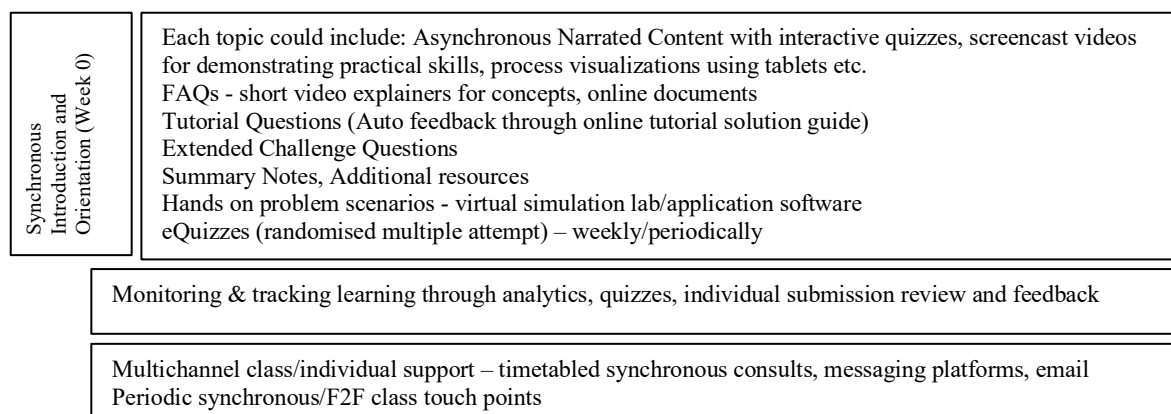 Synchronous
Introduction and
Orientation (Week 0)
Each topic could include: Asynchronous Narrated Content with interactive quizzes, screencast videos
for demonstrating practical skills, process visualizations using tablets etc.
FAQs - short video explainers for concepts, online documents
Tutorial Questions (Auto feedback through online tutorial solution guide)
Extended Challenge Questions
Summary Notes, Additional resources
Hands on problem scenarios - virtual simulation lab/application software
eQuizzes (randomised multiple attempt) – weekly/periodically
Monitoring & tracking learning through analytics, quizzes, individual submission review and feedback
Multichannel class/individual support – timetabled synchronous consults, messaging platforms, email
Periodic synchronous/F2F class touch points